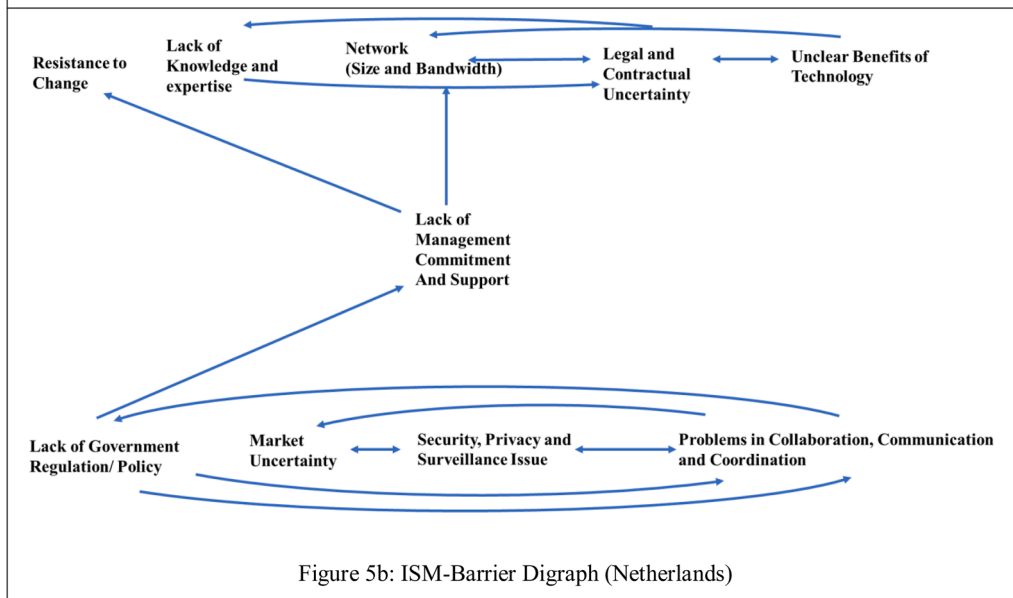 Resistance to
Change
Lack of
Knowledge and
expertise
Network
(Size and Bandwidth)
Legal and
Contractual
Uncertainty
Unclear Benefits of
Technology
Lack of
Management
Commitment
And Support
Lack of Government
Regulation/ Policy
Market
Uncertainty
Security, Privacy and
Surveillance Issue
Problems in Collaboration, Communication
and Coordination
Figure 5b: ISM-Barrier Digraph (Netherlands)